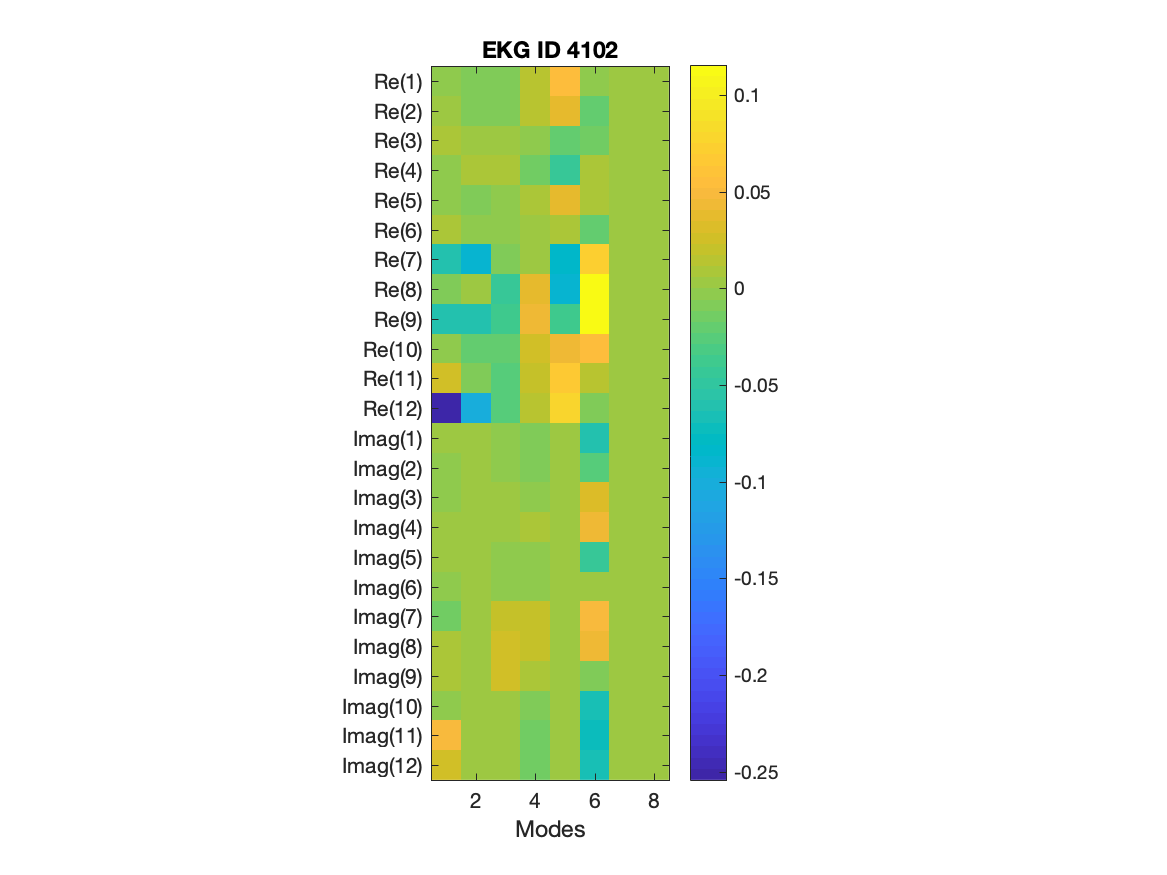 EKG ID 4102
Re(1)
Re(2)
Re(3)
Re(4)
Re(5)
Re(6)
Re(7)
Re(8)
Re(9)
Re(10)
Re(11)
Re(12)
Imag(1)
Imag(2)
Imag(3)
Imag(4)
Imag(5)
Imag(6)
Imag(7)
Imag(8)
Imag(9)
Imag(10)
Imag(11)
Imag(12)
2 4 6 8
Modes
0.1
0.05
0
-0.05
-0.1
-0.15
-0.2
-0.25